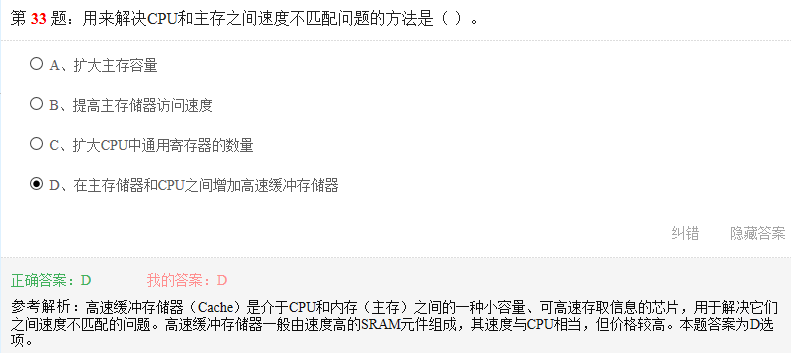 第 33 题：用来解决CPU和主存之间速度不匹配问题的方法是（ ）。
A、扩大主存容量
B、提高主存储器访问速度
C、扩大CPU中通用寄存器的数量
D、在主存储器和CPU之间增加高速缓冲存储器
纠错 隐藏答案
正确答案：D 我的答案：D
参考解析：高速缓冲存储器（Cache）是介于CPU和内存（主存）之间的一种小容量、可高速存取信息的芯片，用于解决它们
之间速度不匹配的问题。高速缓冲存储器一般由速度高的SRAM元件组成，其速度与CPU相当，但价格较高。本题答案为D选
项。